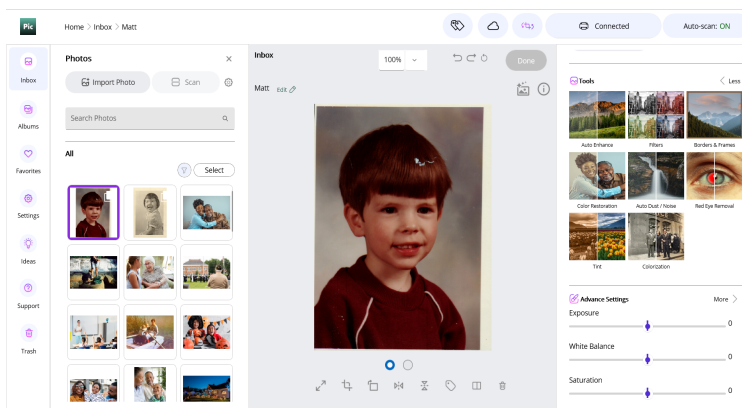 Pic
Home > Inbox > Matt
Connected
Auto-scan: ON
Inbox
Albums
Favorites
Settings
Ideas
Support
Trash
Photos
×
Import Photo
Scan
Search Photos
All
Select
Inbox
100%
Done
Matt
Edit
Tools
< Less
Auto Enhance
Filters
Borders & Frames
Color Restoration
Auto Dust / Noise
Red Eye Removal
Tint
Colorization
Advance Settings
More >
Exposure
0
White Balance
0
Saturation
0